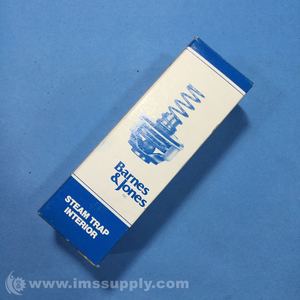 Barnes
& Jones
STEAM TRAP
INTERIOR
© www.imssupply.com